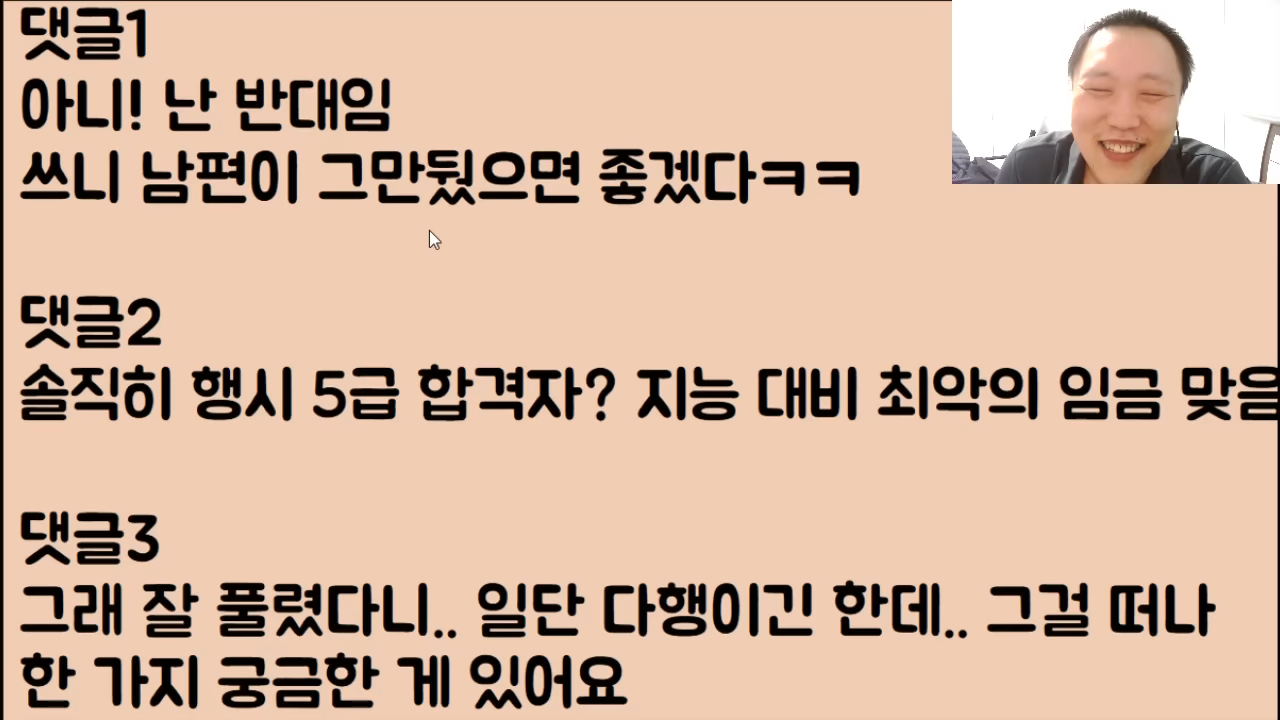 댓글1
아니! 난 반대임
쓰니 남편이 그만뒀으면 좋겠다ㅋㅋ
댓글2
솔직히 행시 5급 합격자? 지능 대비 최악의 임금 맞을
댓글3
그래 잘 풀렸다니.. 일단 다행이긴 한데.. 그걸 떠나
한 가지 궁금한 게 있어요